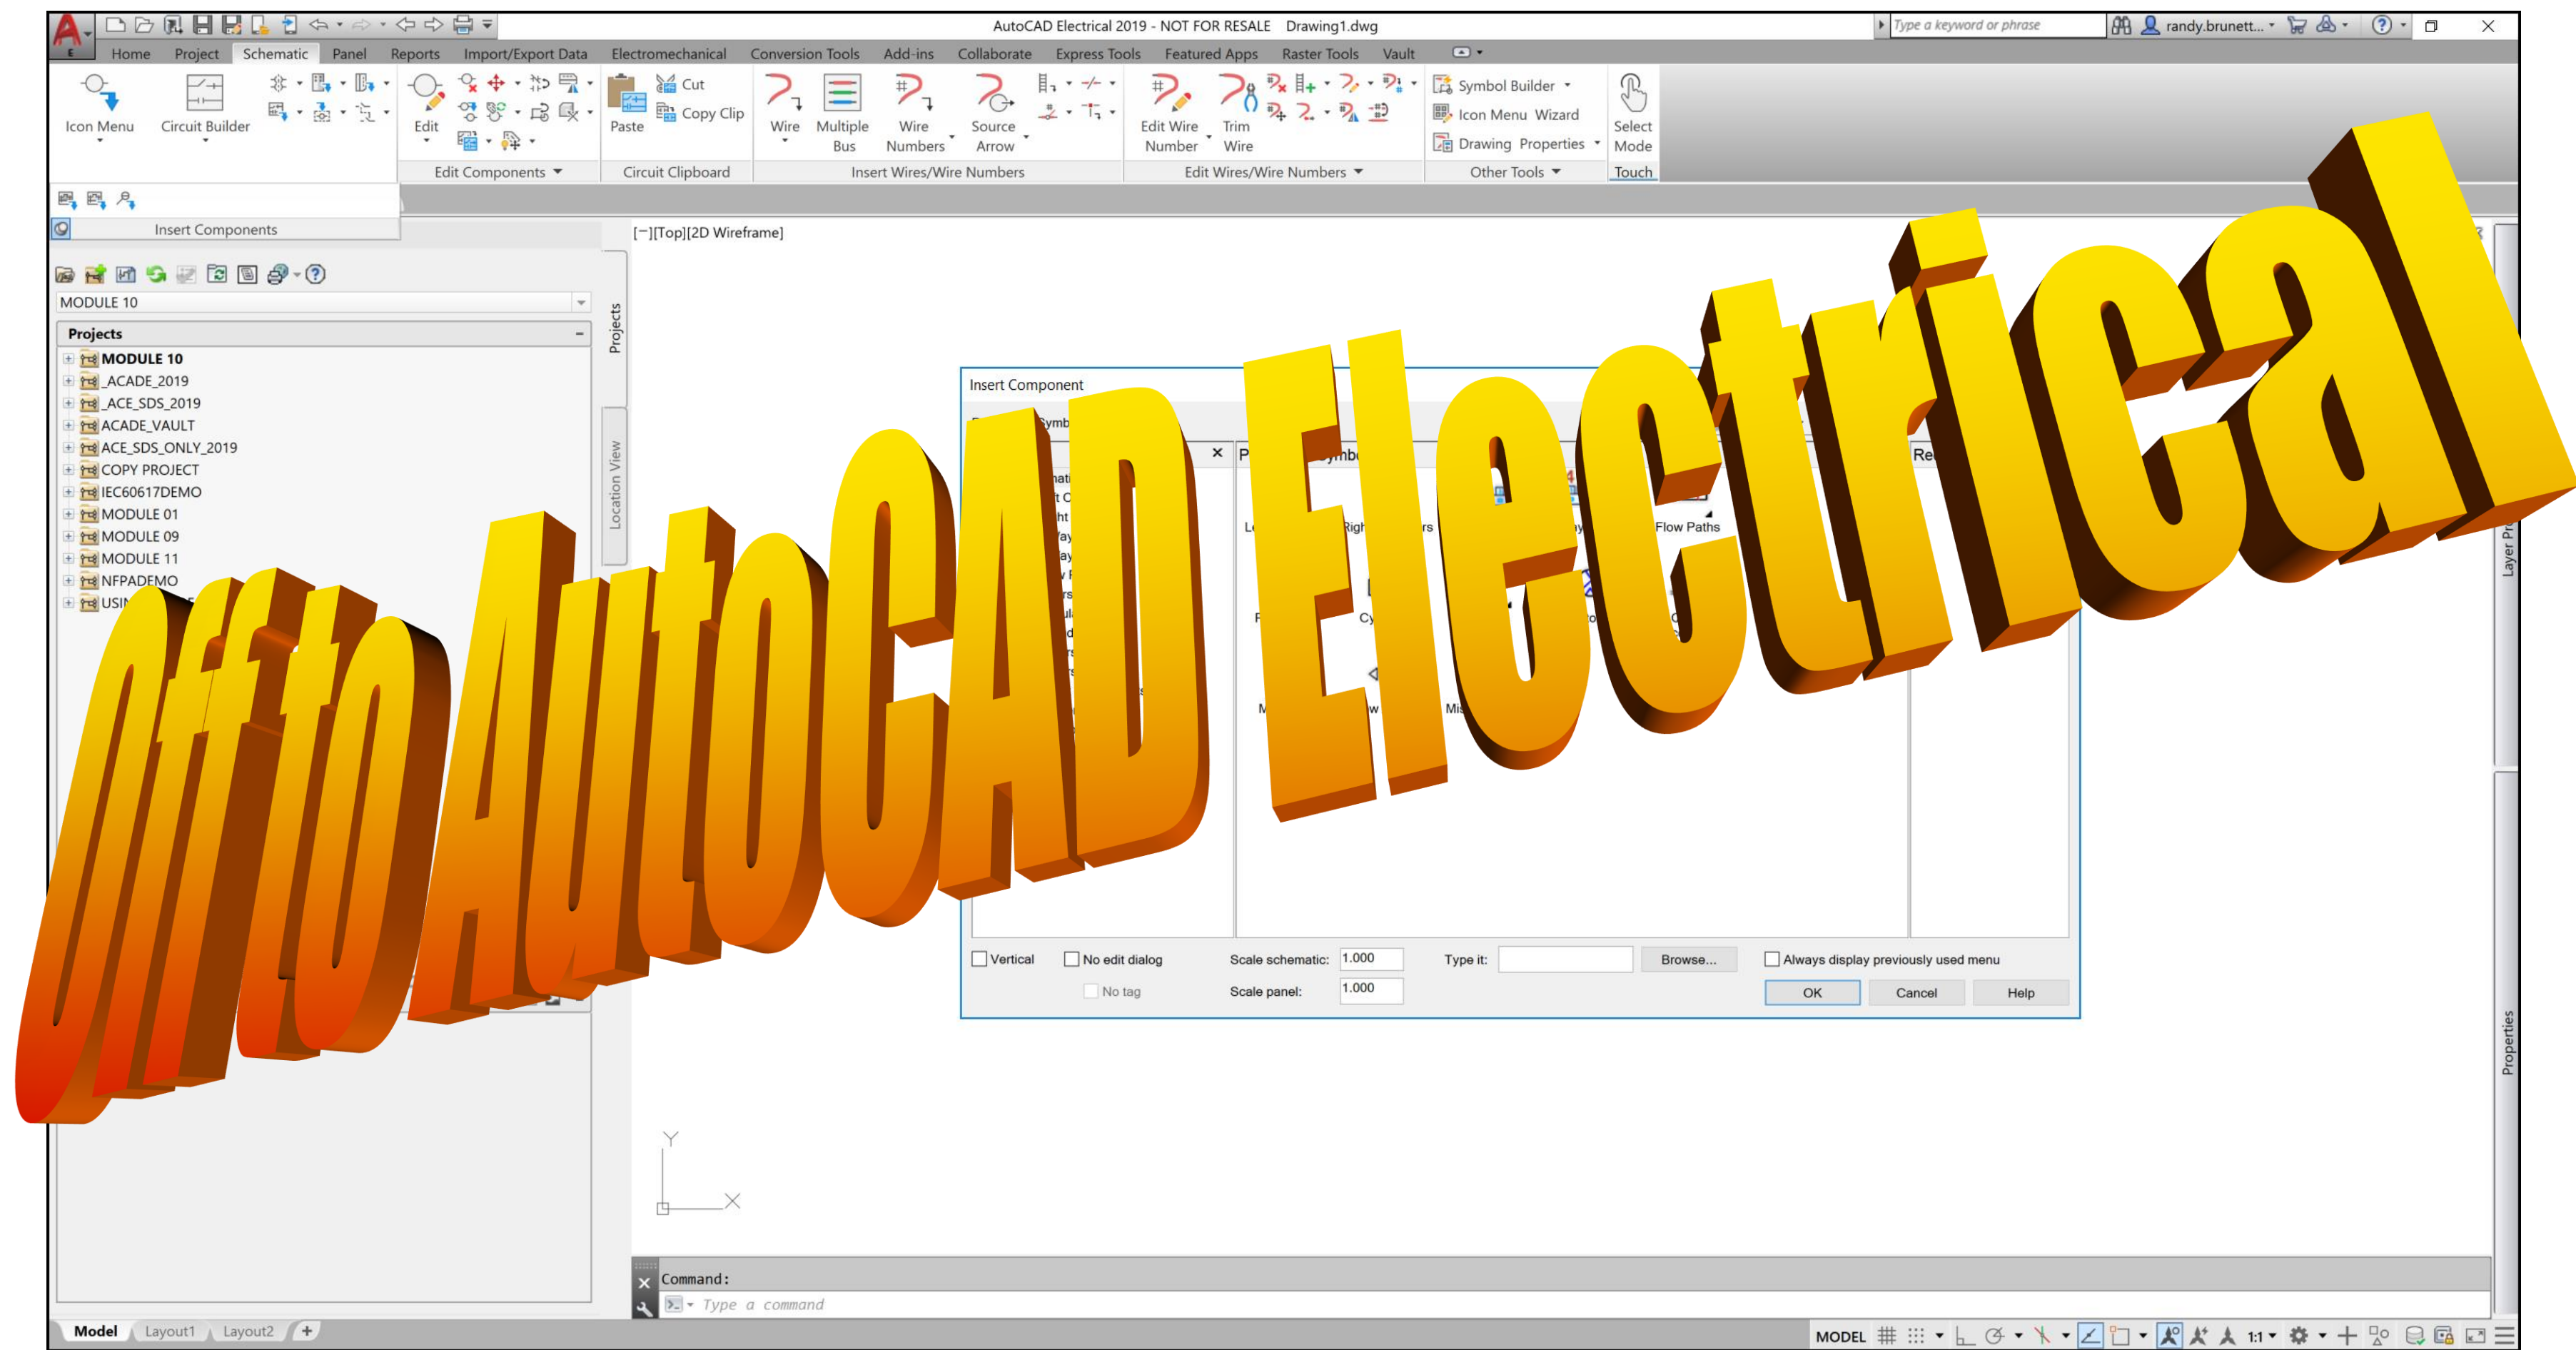 AutoCAD Electrical 2019 - NOT FOR RESALE Drawing1.dwg
Type a keyword or phrase
randy.brunett...
E
Home Project Schematic Panel Reports Import/Export Data Electromechanical Conversion Tools Add-ins Collaborate Express Tools Featured Apps Raster Tools Vault
Icon Menu
Circuit Builder
Edit
Edit Components
Paste
Cut
Copy Clip
Circuit Clipboard
Wire
Multiple Bus
Wire Numbers
Source Arrow
Insert Wires/Wire Numbers
Edit Wire Number
Trim Wire
Edit Wires/Wire Numbers
Symbol Builder
Icon Menu Wizard
Drawing Properties
Other Tools
Select Mode
Touch
Insert Components
[-][Top][2D Wireframe]
MODULE 10
Projects
MODULE 10
_ACADE_2019
_ACE_SDS_2019
ACADE_VAULT
ACE_SDS_ONLY_2019
COPY PROJECT
IEC60617DEMO
MODULE 01
MODULE 09
MODULE 11
NFPADEMO
Projects
Location View
Off to AutoCAD Electrical
Insert Component
Flow Paths
Vertical
No edit dialog
No tag
Scale schematic: 1.000
Scale panel: 1.000
Type it:
Browse...
Always display previously used menu
OK Cancel Help
Properties
Y
X
Command:
Type a command
Model Layout1 Layout2 +
MODEL
1:1